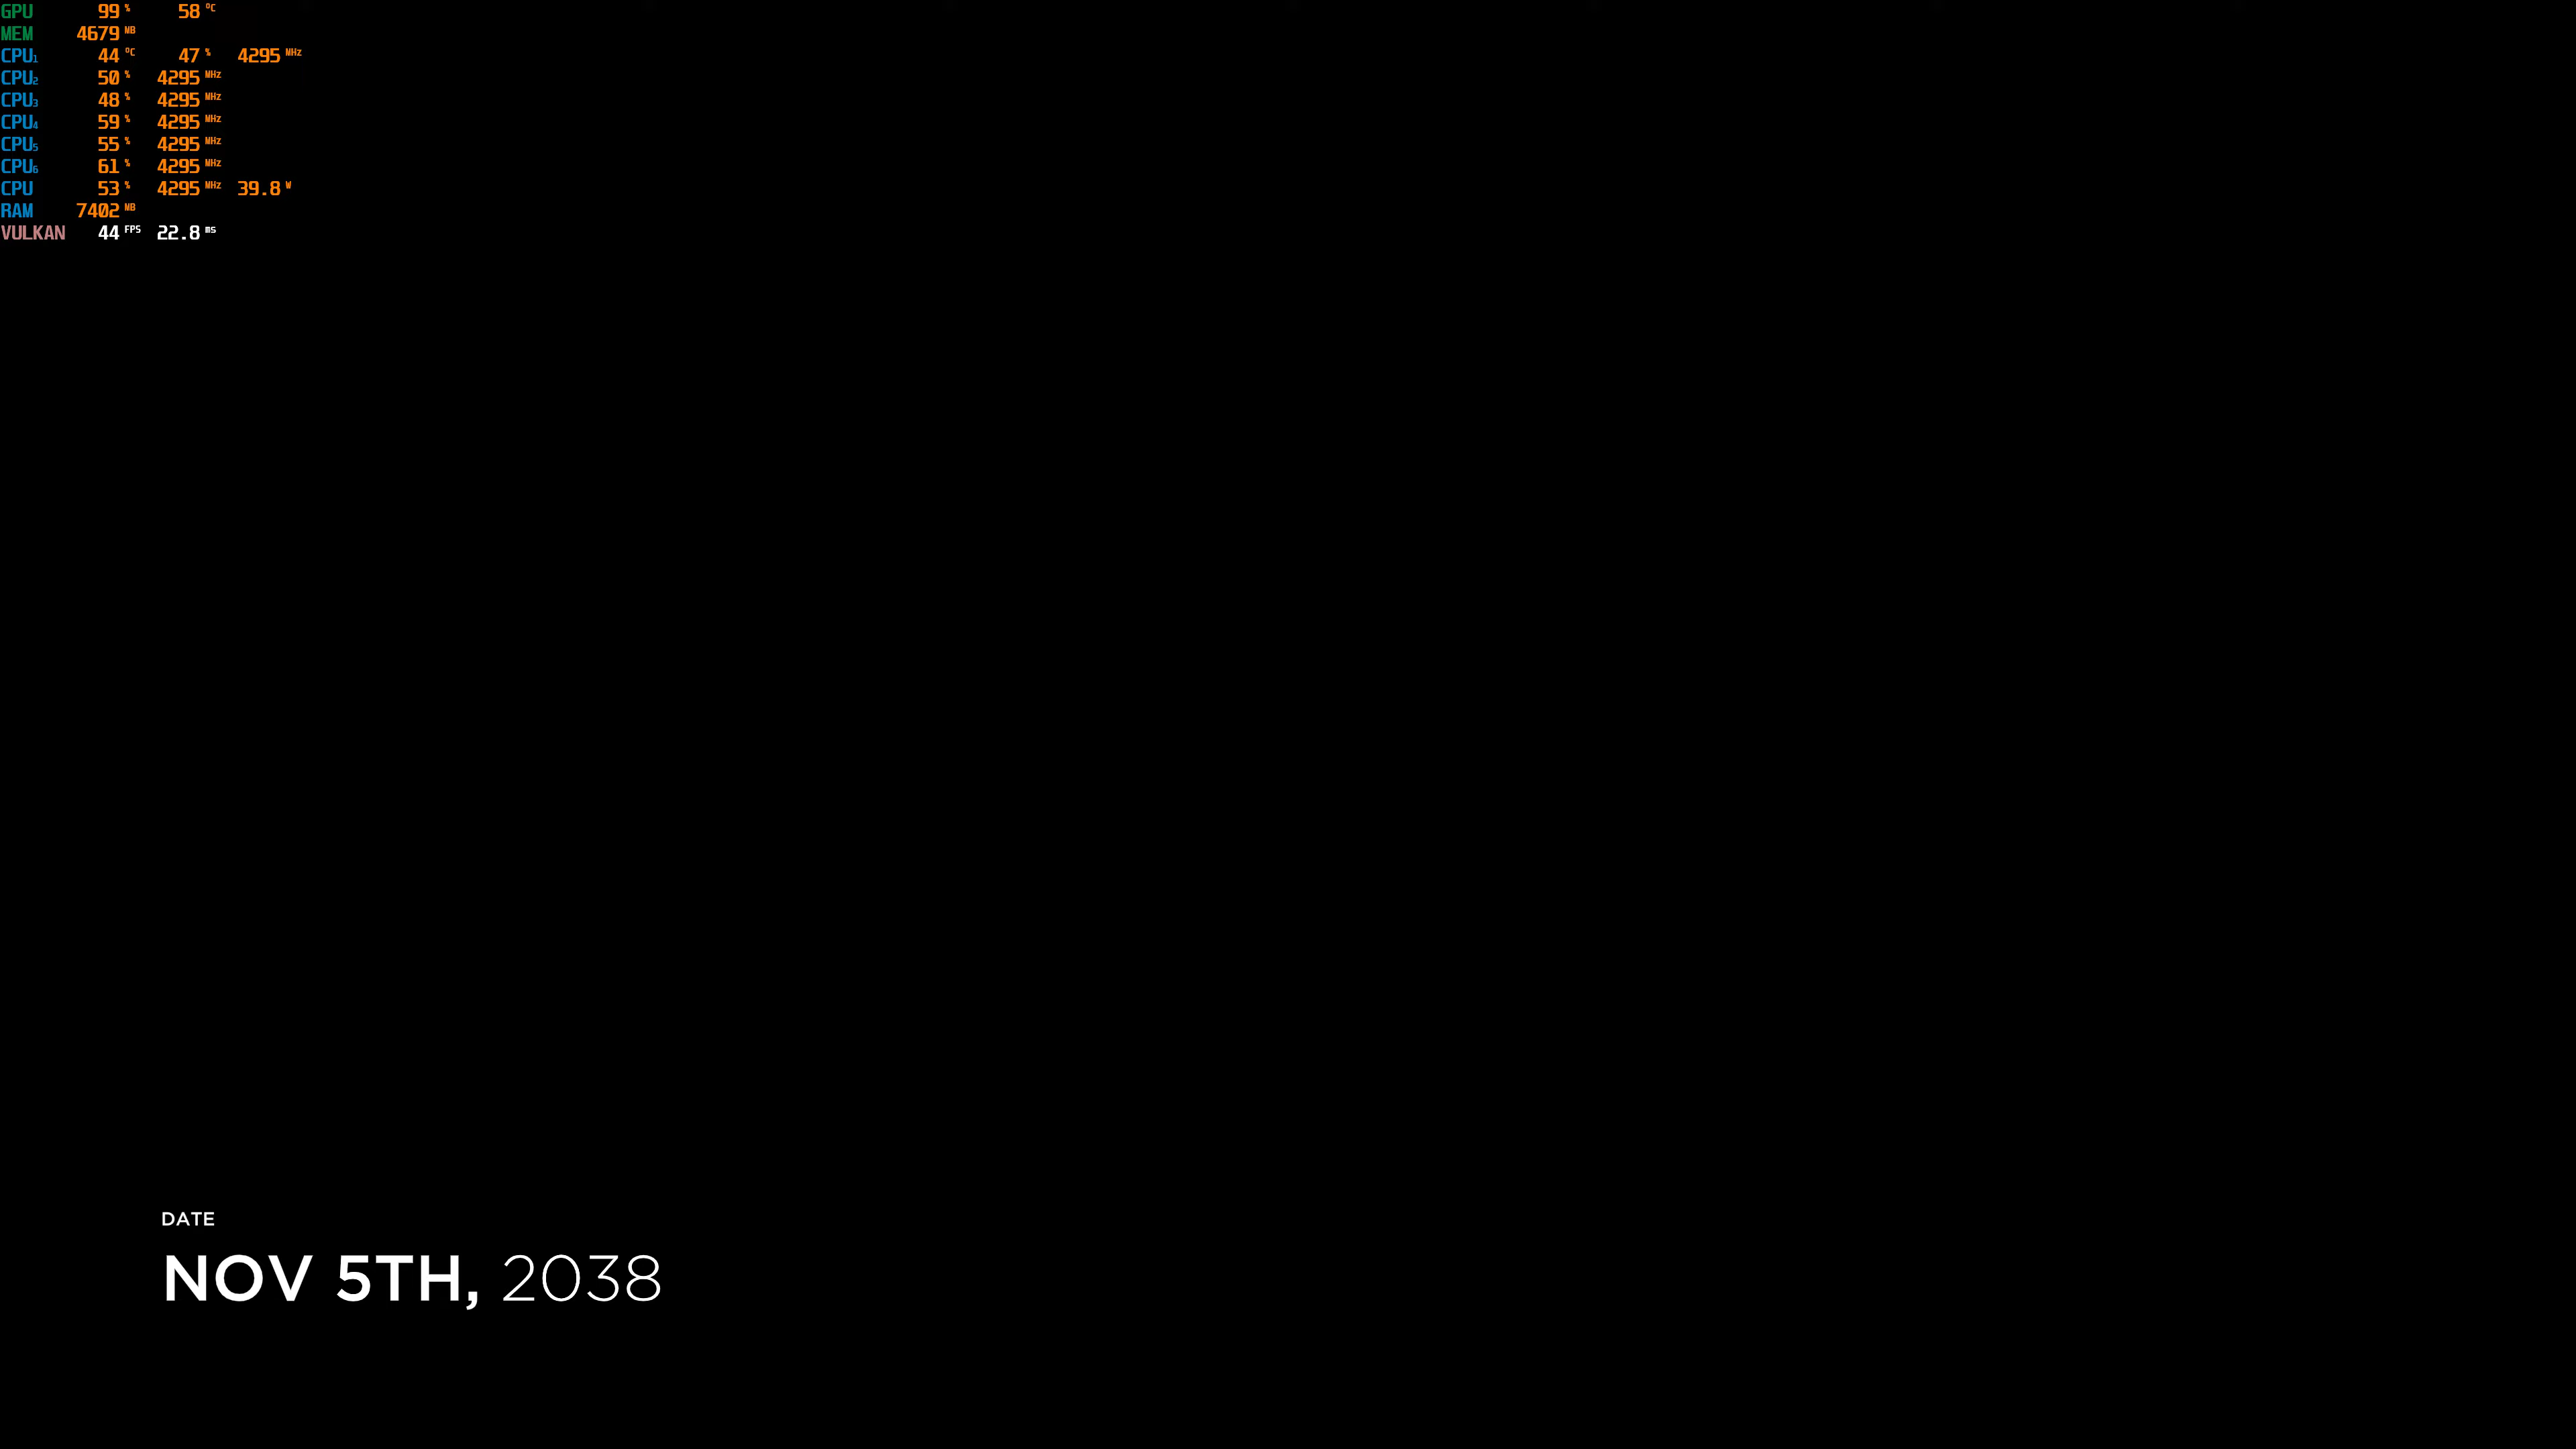 GPU 99 % 58 °C
MEM 4679 MB
CPU1 44 °C 47 % 4295 MHz
CPU2 50 % 4295 MHz
CPU3 48 % 4295 MHz
CPU4 59 % 4295 MHz
CPU5 55 % 4295 MHz
CPU6 61 % 4295 MHz
CPU 53 % 4295 MHz 39.8 W
RAM 7402 MB
VULKAN 44 FPS 22.8 ms
DATE
NOV 5TH, 2038